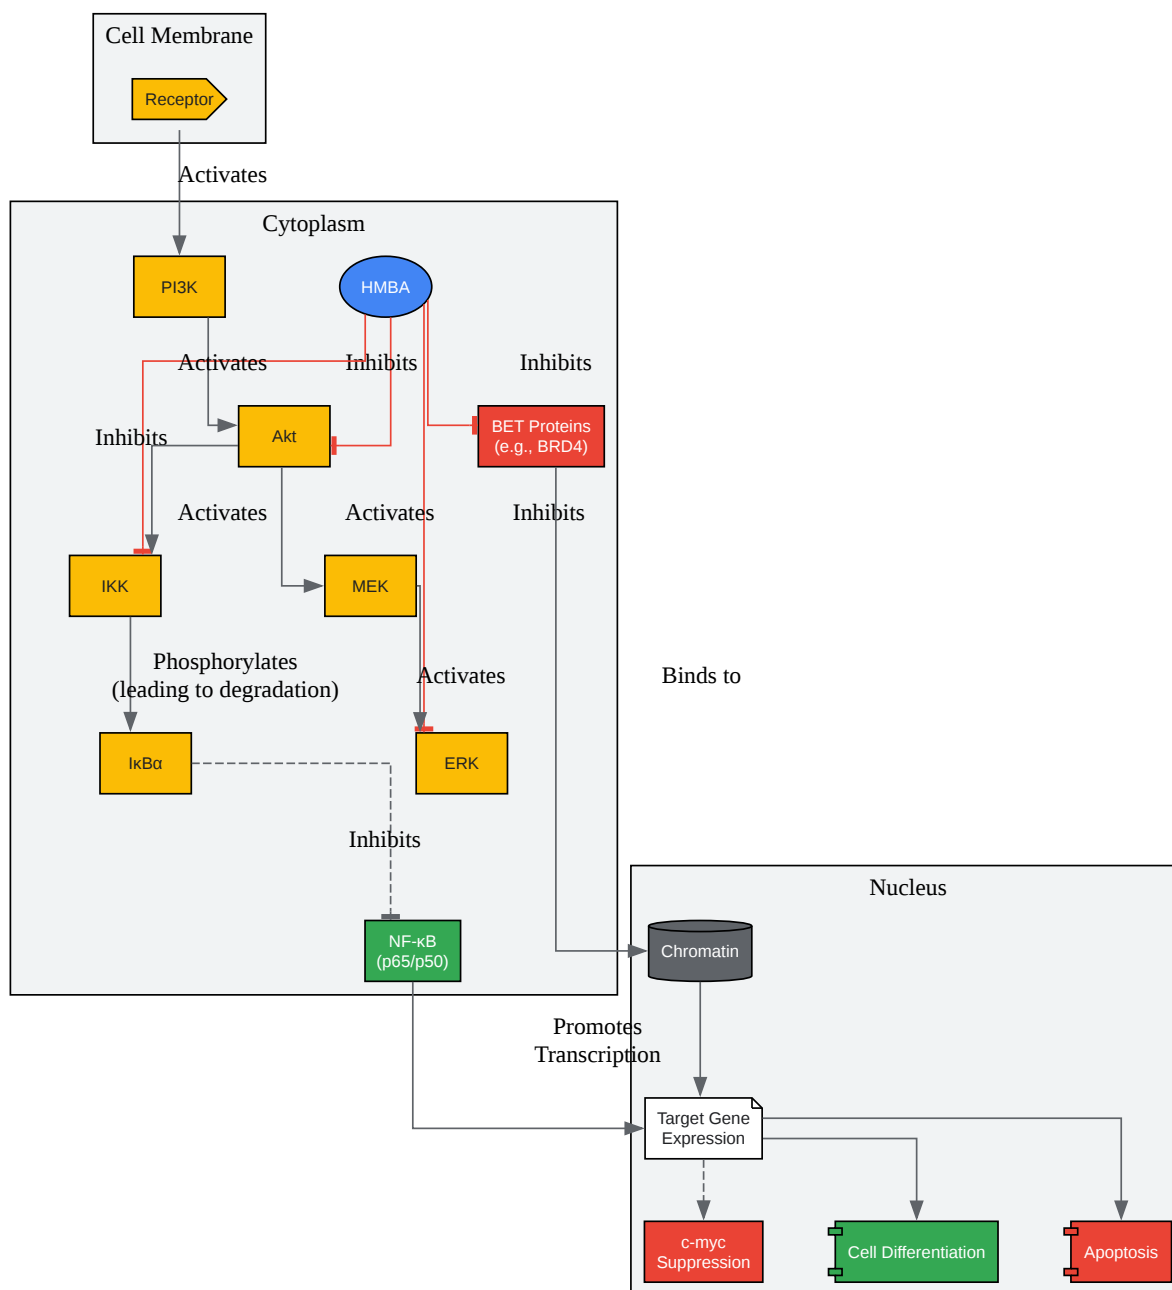 Cell Membrane
Receptor
Activates
Cytoplasm
PI3K
HMBA
Activates
Inhibits
Inhibits
Akt
BET Proteins
(e.g., BRD4)
Inhibits
Activates
Activates
Inhibits
IKK
MEK
Phosphorylates
(leading to degradation)
Activates
Binds to
IκBα
ERK
Inhibits
Nucleus
NF-κB
(p65/p50)
Chromatin
Promotes
Transcription
Target Gene
Expression
c-myc
Suppression
Cell Differentiation
Apoptosis